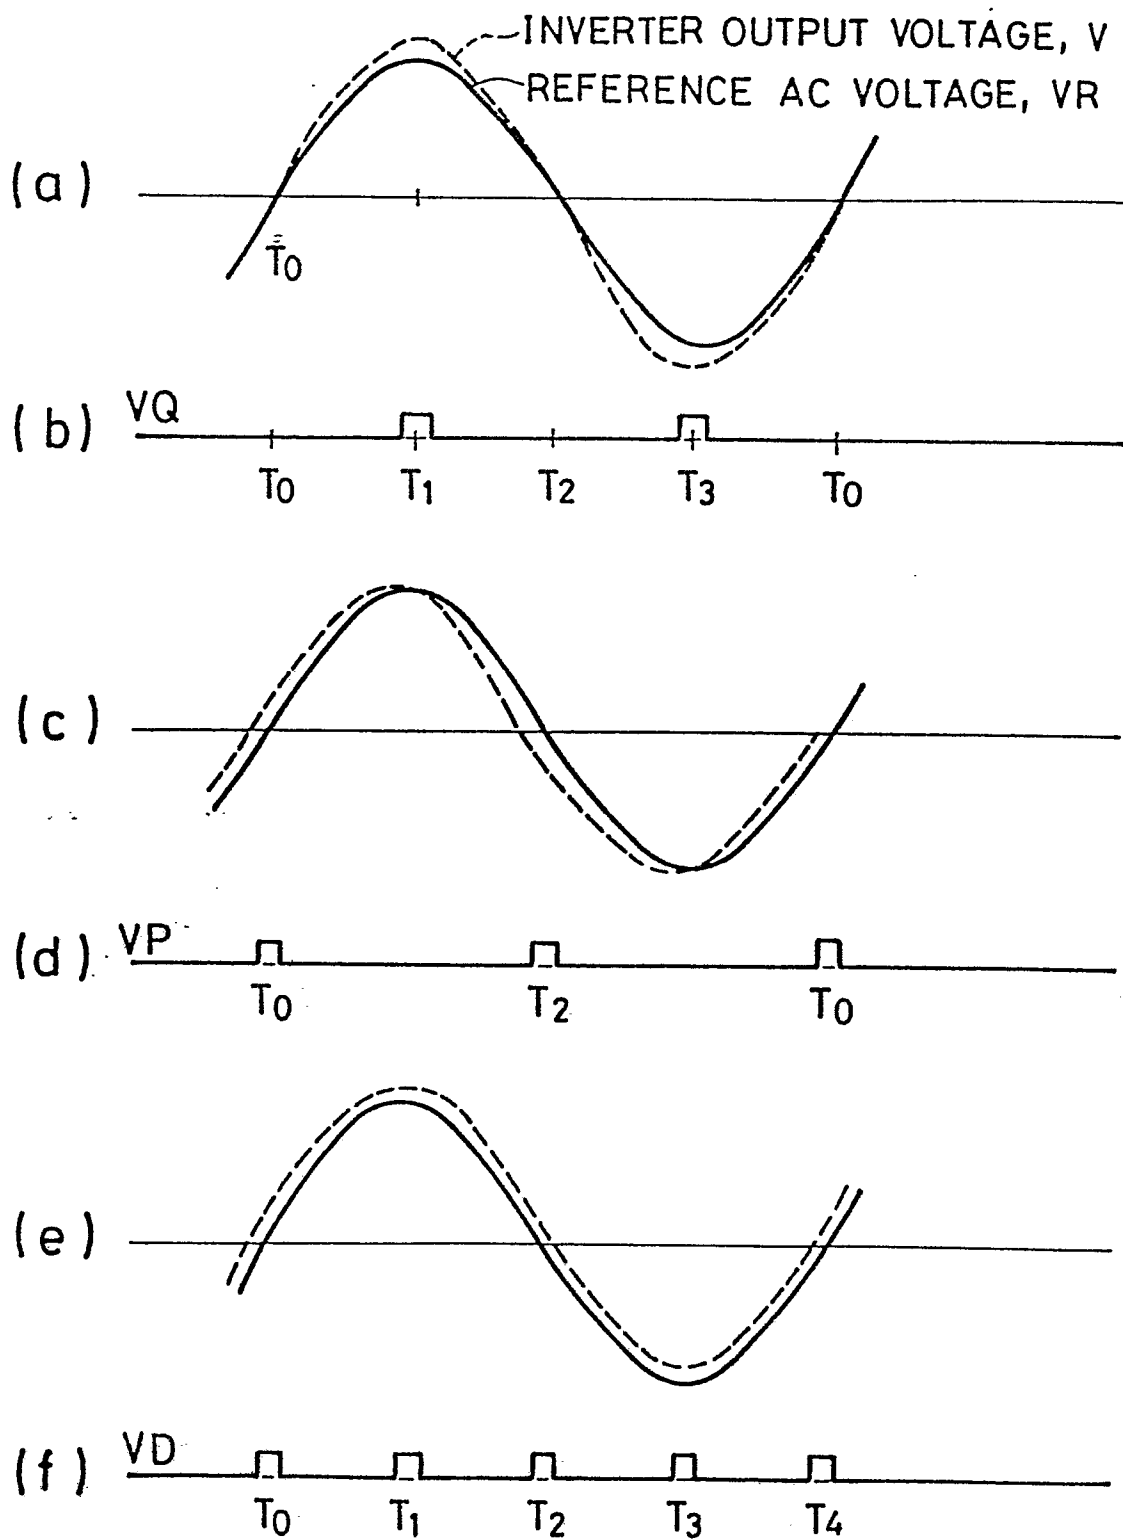 INVERTER OUTPUT VOLTAGE, V
REFERENCE AC VOLTAGE, VR
(a)
T0
(b) VQ
T0 T1 T2 T3 T0
(c)
(d) VP
T0 T2 T0
(e)
(f) VD
T0 T1 T2 T3 T4